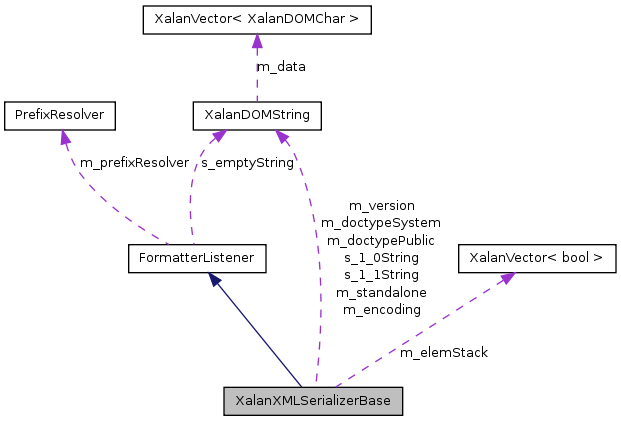 XalanVector< XalanDOMChar >
m_data
PrefixResolver
XalanDOMString
m_prefixResolver
s_emptyString
m_version
m_doctypeSystem
m_doctypePublic
s_1_0String
s_1_1String
m_standalone
m_encoding
FormatterListener
XalanVector< bool >
m_elemStack
XalanXMLSerializerBase